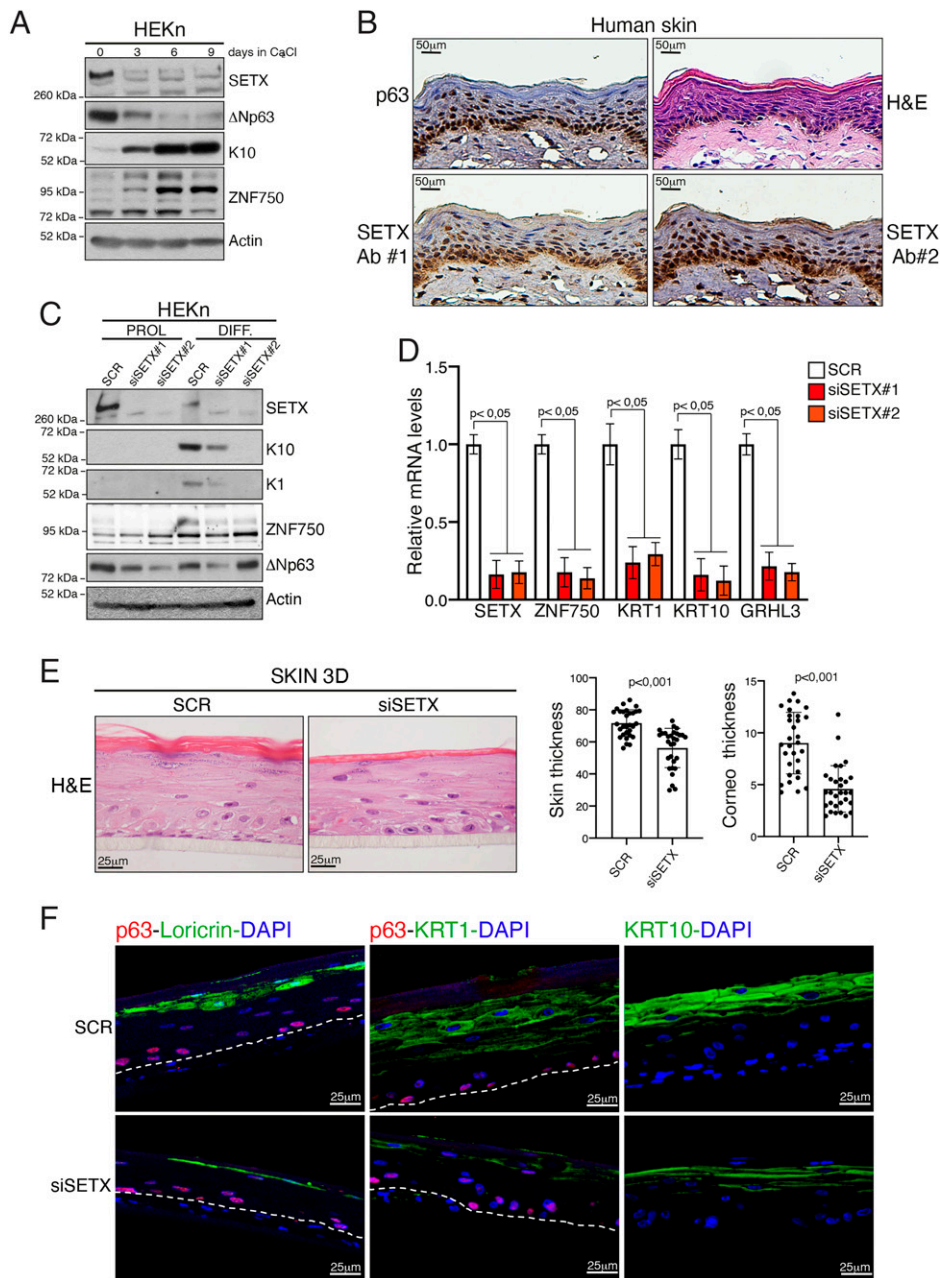 A
HEKn
0 3 6 9 days in CaCl
SETX
260 kDa
ΔNp63
72 kDa
K10
52 kDa
ZNF750
95 kDa
72 kDa
52 kDa
Actin
B
Human skin
50µm
50µm
p63
H&E
50µm
50µm
SETX
Ab #1
SETX
Ab#2
C
HEKn
PROL DIFF.
SCR siSETX#1 siSETX#2 SCR siSETX#1 siSETX#2
SETX
260 kDa
72 kDa
K10
52 kDa
72 kDa
K1
52 kDa
ZNF750
95 kDa
ΔNp63
72 kDa
Actin
52 kDa
D
Relative mRNA levels
1.5
1.0
0.5
0.0
SCR
siSETX#1
siSETX#2
p< 0,05 p< 0,05 p< 0,05 p< 0,05 p< 0,05
SETX ZNF750 KRT1 KRT10 GRHL3
E
SKIN 3D
SCR siSETX
H&E
25µm 25µm
Skin thickness
100
80
60
40
20
0
p<0,001
SCR siSETX
Corneo thickness
15
10
5
0
p<0,001
SCR siSETX
F
p63-Loricrin-DAPI p63-KRT1-DAPI KRT10-DAPI
SCR
25µm 25µm 25µm
siSETX
25µm 25µm 25µm